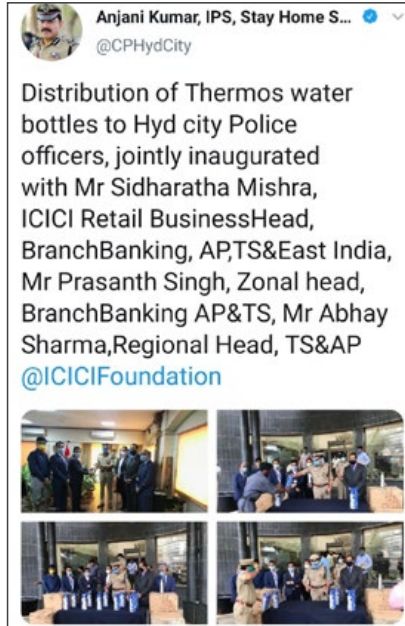 Anjani Kumar, IPS, Stay Home S...
@CPHydCity
Distribution of Thermos water
bottles to Hyd city Police
officers, jointly inaugurated
with Mr Sidharatha Mishra,
ICICI Retail BusinessHead,
BranchBanking, AP,TS&East India,
Mr Prasanth Singh, Zonal head,
BranchBanking AP&TS, Mr Abhay
Sharma,Regional Head, TS&AP
@ICICIFoundation